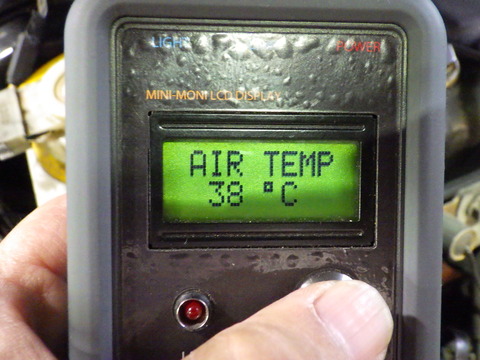 LIGHT
POWER
MINI-MONI LCD DISPLAY
AIR TEMP
38 °C